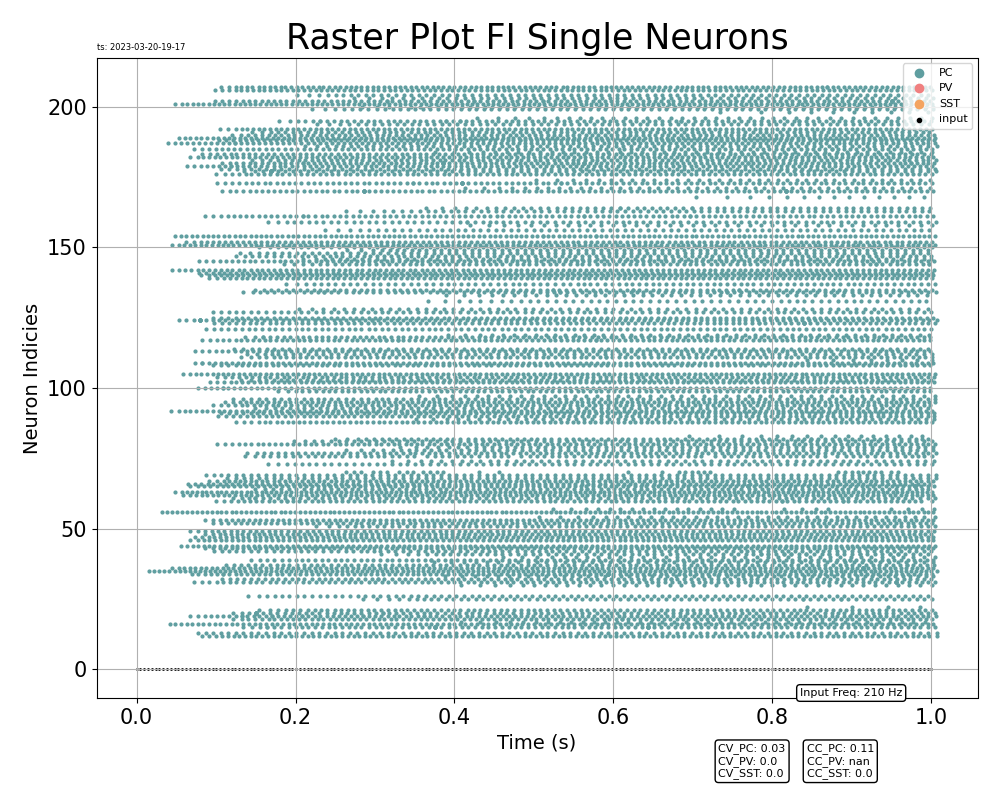 Raster Plot FI Single Neurons
ts: 2023-03-20-19-17
PC
PV
SST
input
200
150
100
50
0
Neuron Indicies
0.0 0.2 0.4 0.6 0.8 1.0
Time (s)
Input Freq: 210 Hz
CV_PC: 0.03
CV_PV: 0.0
CV_SST: 0.0
CC_PC: 0.11
CC_PV: nan
CC_SST: 0.0